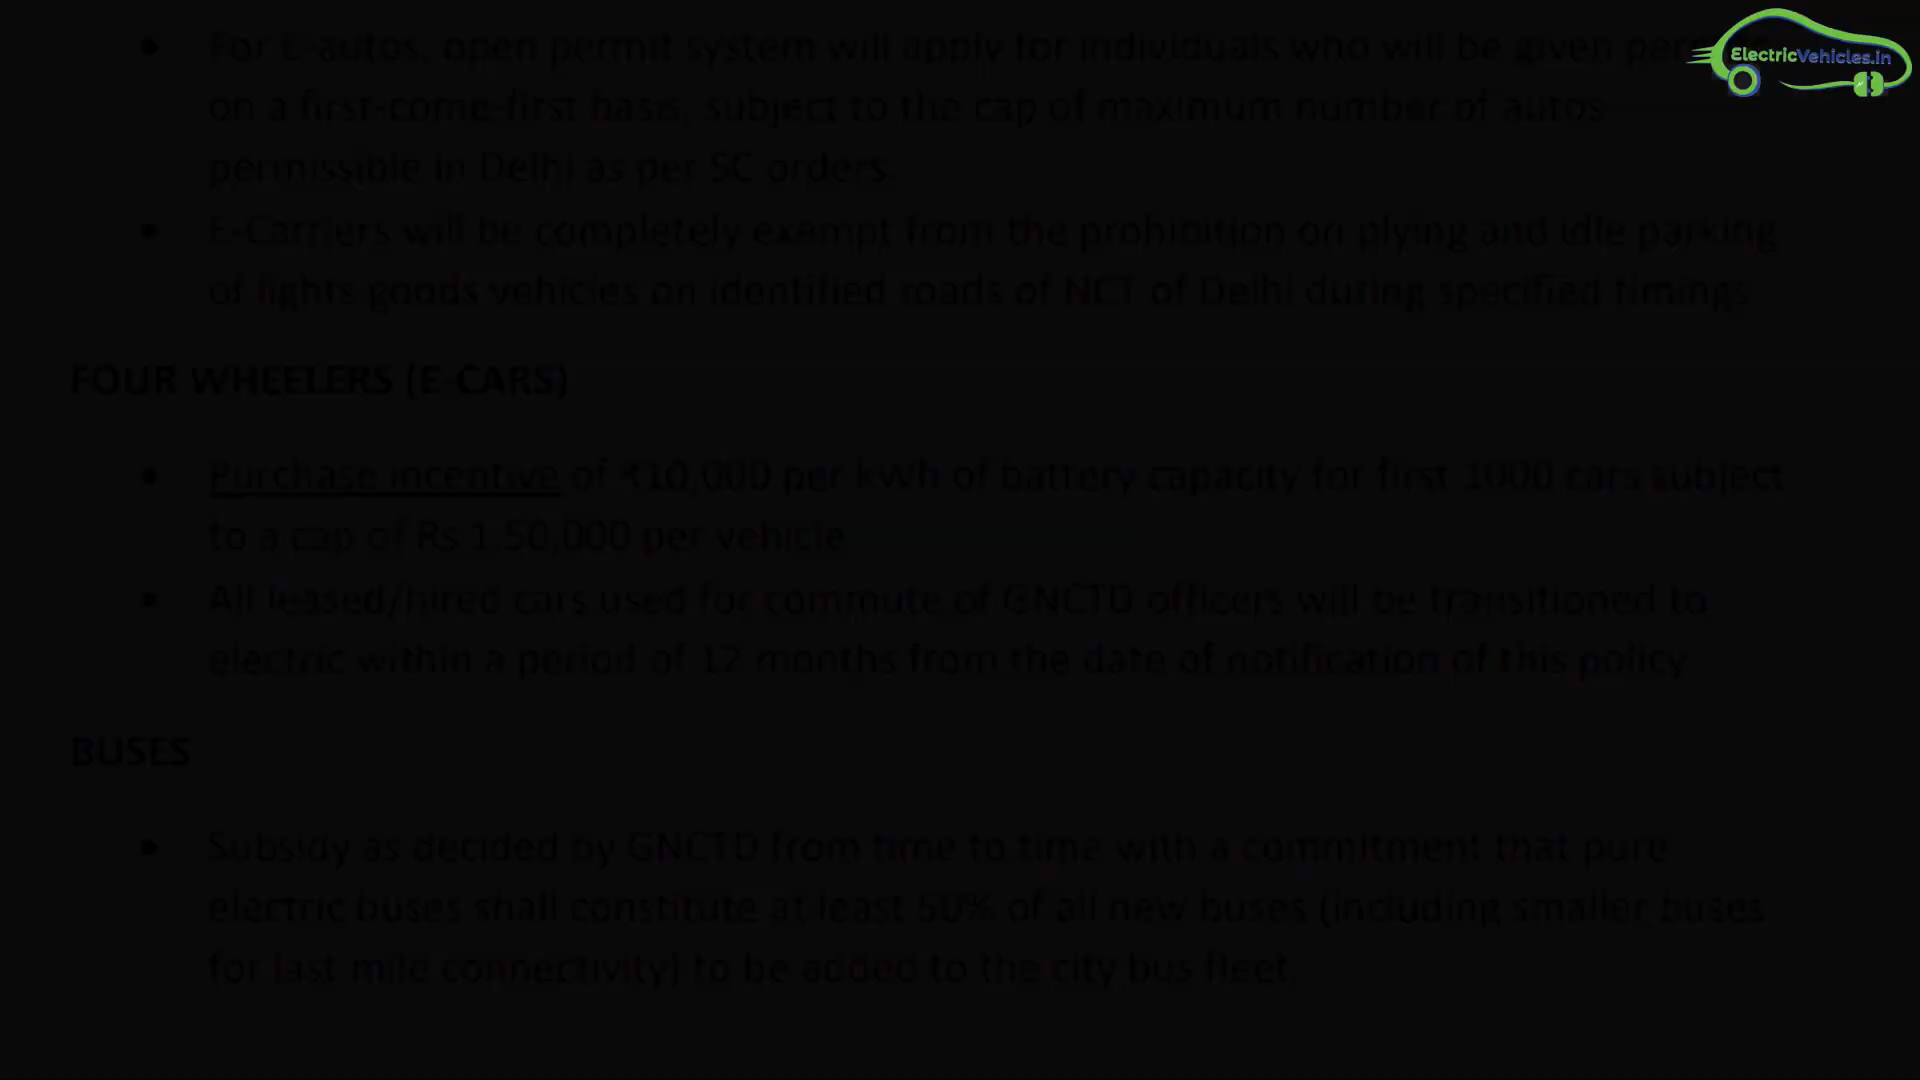 • For E-autos, open permit system will apply for individuals who will be given
on a first-come-first basis, subject to the cap of maximum number of autos
permissible in Delhi as per SC orders.
• E-Carriers will be completely exempt from the prohibition on plying and idle parking
of lights goods vehicles on identified roads of NCT of Delhi during specified timings
FOUR WHEELERS (E-CARS)
• Purchase incentive of ₹10,000 per kWh of battery capacity for first 1000 cars subject
to a cap of Rs 1,50,000 per vehicle
• All leased/hired cars used for commute of GNCTD officers will be transitioned to
electric within a period of 12 months from the date of notification of this policy
BUSES
• Subsidy as decided by GNCTD from time to time with a commitment that pure
electric buses shall constitute at least 50% of all new buses (including smaller buses
for last mile connectivity) to be added to the city bus fleet.
ElectricVehicles.in